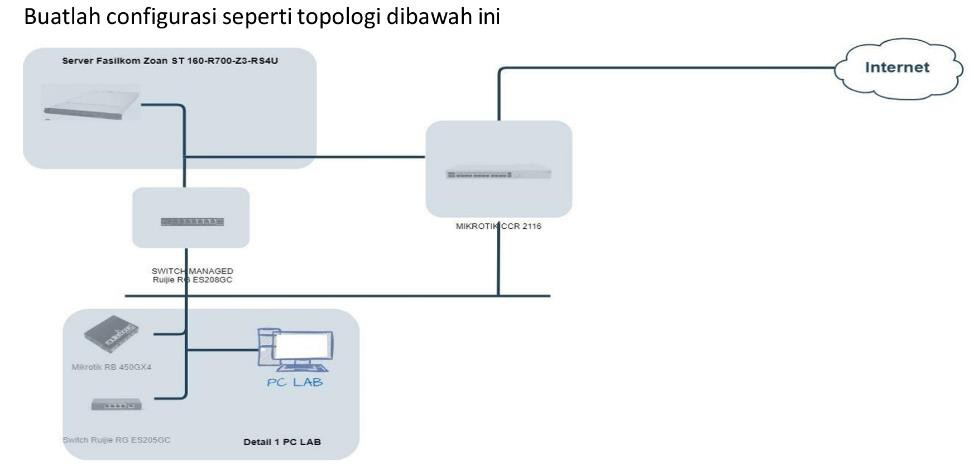 Buatlah configurasi seperti topologi dibawah ini
Server Fasilkom Zoan ST 160-R700-Z3-RS4U
Internet
MIKROTIK CCR 2116
SWITCH MANAGED
Ruijie RG ES208GC
Mikrotik RB 450GX4
PC LAB
Switch Ruijie RG ES205GC
Detail 1 PC LAB